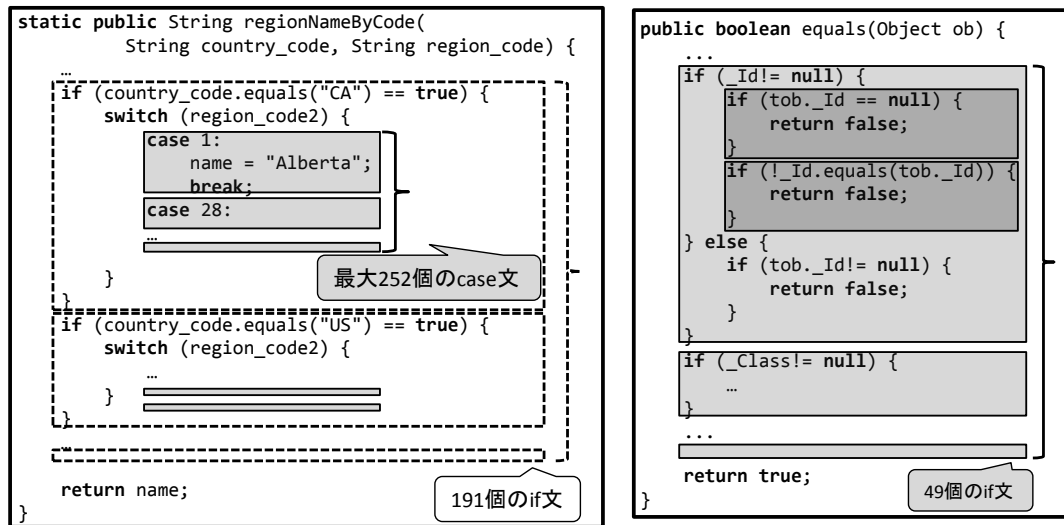 static public String regionNameByCode(
String country_code, String region_code) {
…
if (country_code.equals("CA") == true) {
switch (region_code2) {
case 1:
name = "Alberta";
break;
case 28:
…
最大252個のcase文
}
}
if (country_code.equals("US") == true) {
switch (region_code2) {
…
}
}
…
return name;
191個のif文
}
public boolean equals(Object ob) {
...
if (_Id!= null) {
if (tob._Id == null) {
return false;
}
if (!_Id.equals(tob._Id)) {
return false;
}
} else {
if (tob._Id!= null) {
return false;
}
}
if (_Class!= null) {
…
}
...
return true;
49個のif文
}